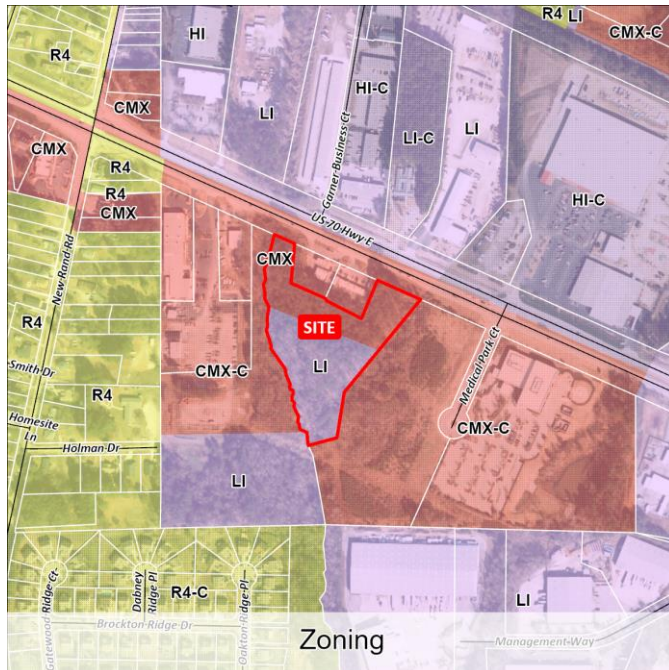 R4
HI
LI
R4 LI
CMX-C
CMX
HI-C
LI-C
LI
Garner Business Ct
CMX
R4
R4
CMX
HI-C
US 70 Hwy E
New Rand Rd
CMX
SITE
R4
LI
Medical Park Ct
Smith Dr
CMX-C
R4
Homesite
Ln
CMX-C
Holman Dr
LI
Gatewood Ridge Ct
Dabney
Ridge Pl
R4-C
Oakton Ridge Pl
LI
Brockton Ridge Dr
Zoning
Management Way